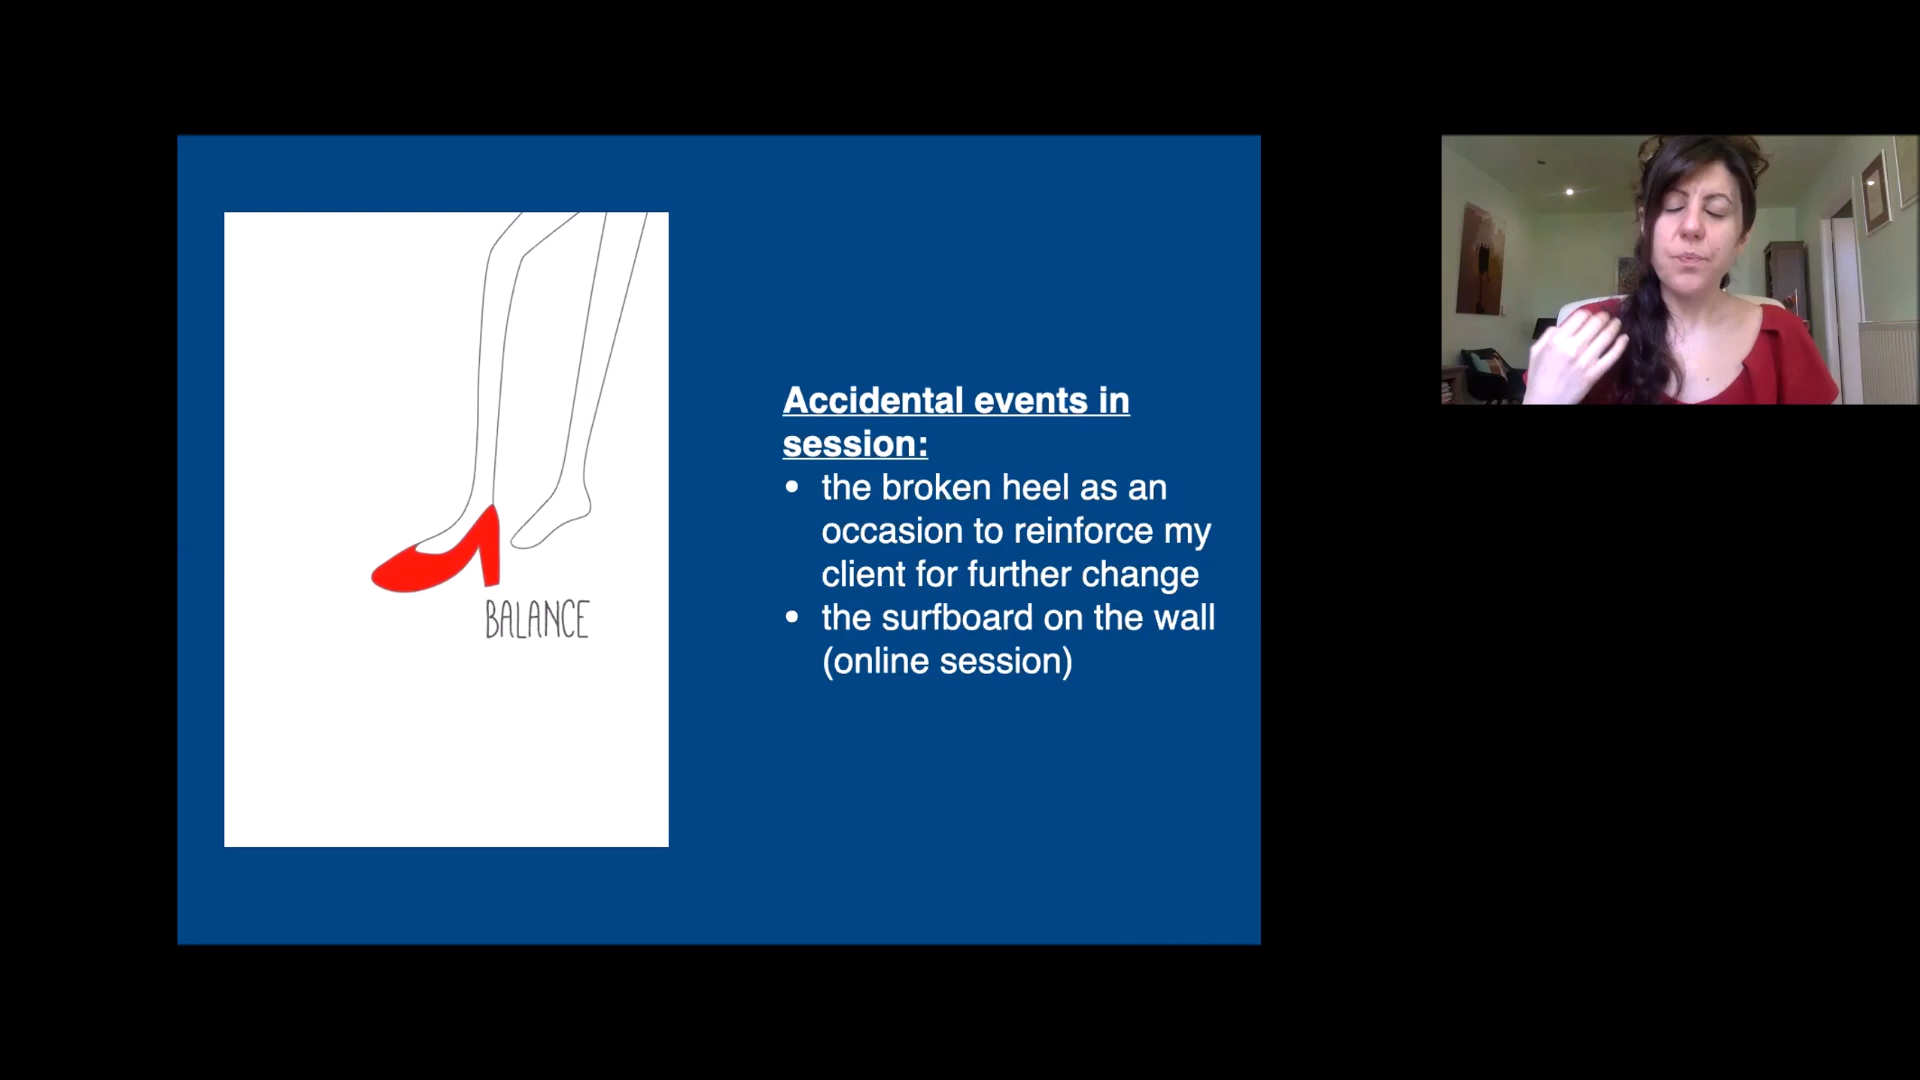 BALANCE
Accidental events in
session:
• the broken heel as an
occasion to reinforce my
client for further change
• the surfboard on the wall
(online session)